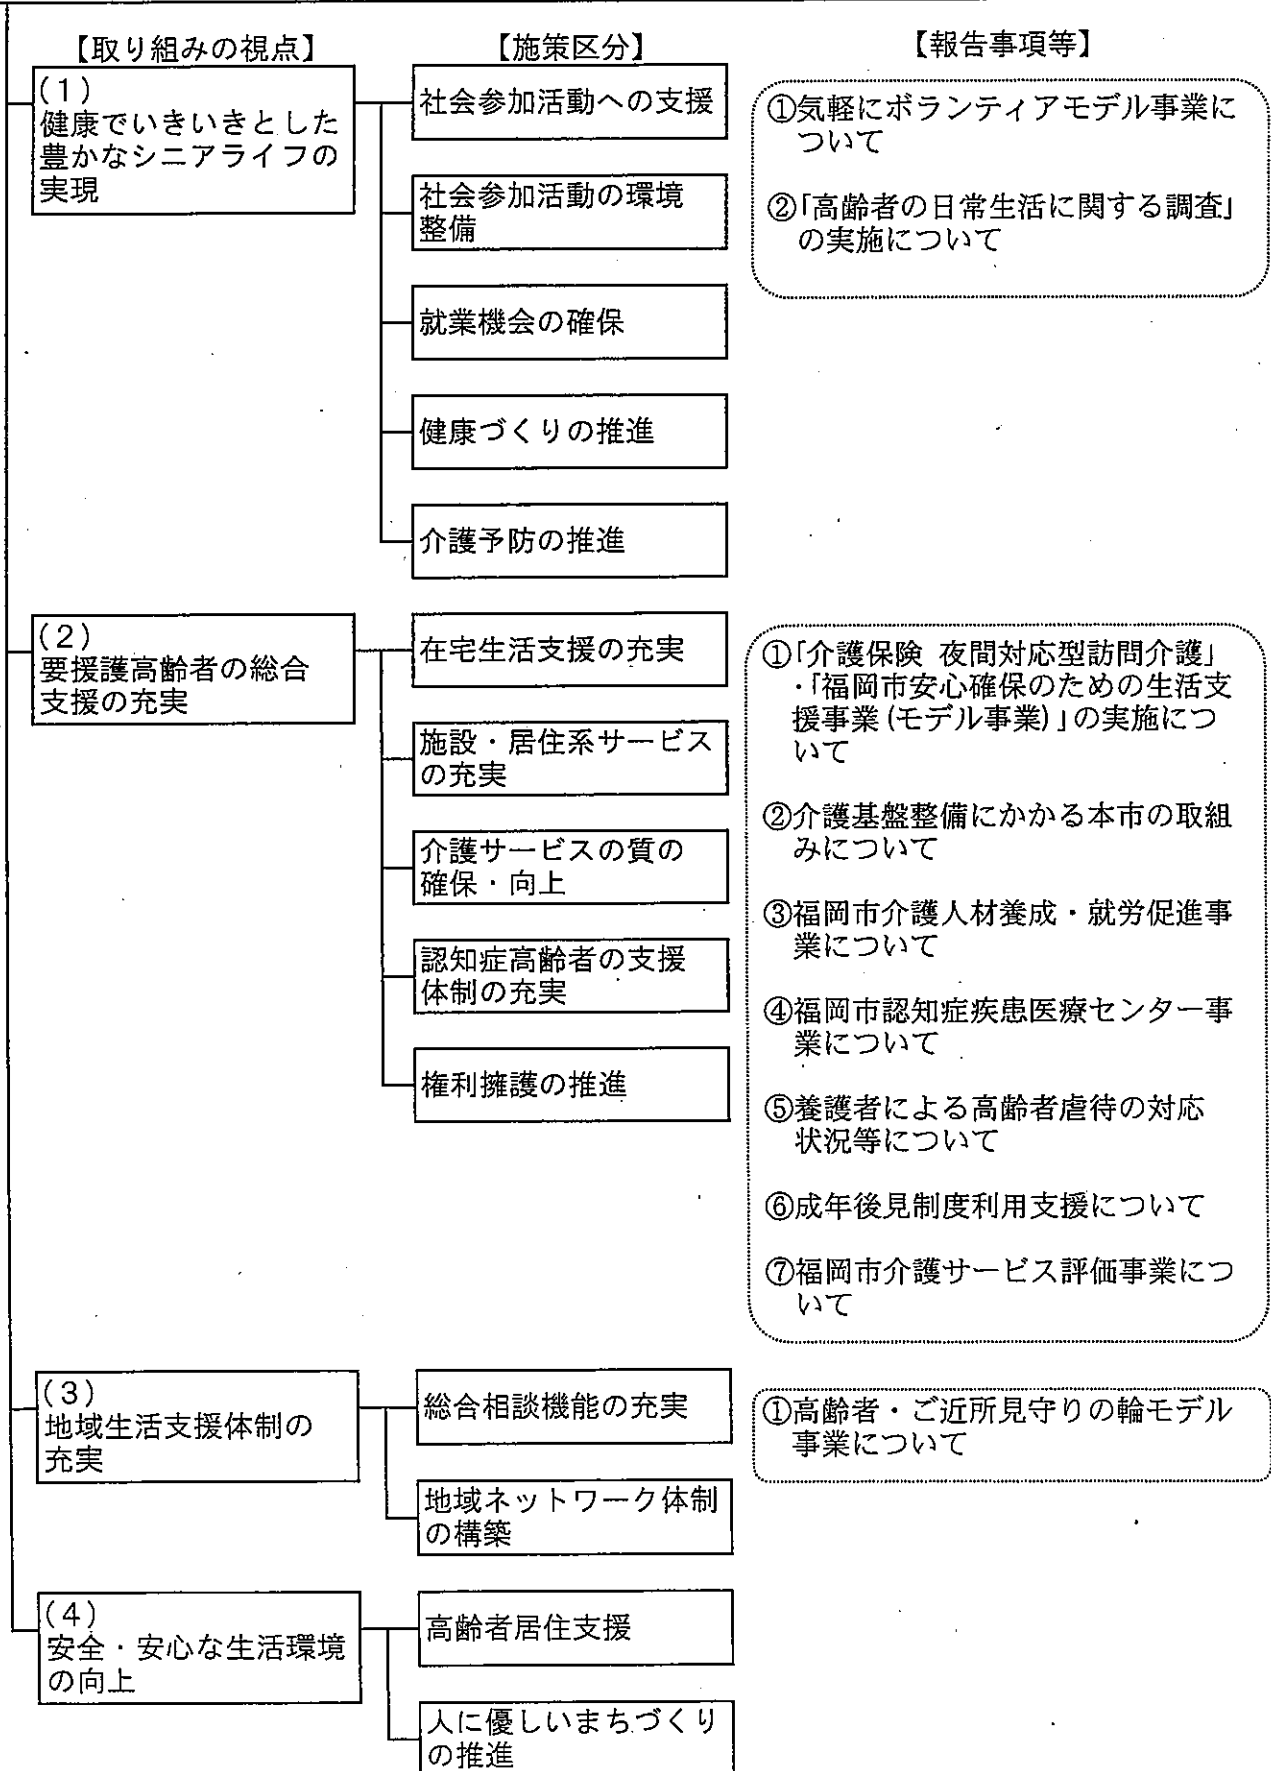 【取り組みの視点】
【施策区分】
【報告事項等】
(1)
健康でいきいきとした
豊かなシニアライフの
実現
社会参加活動への支援
社会参加活動の環境
整備
就業機会の確保
健康づくりの推進
介護予防の推進
①気軽にボランティアモデル事業に
ついて
②「高齢者の日常生活に関する調査」
の実施について
(2)
要援護高齢者の総合
支援の充実
在宅生活支援の充実
施設・居住系サービス
の充実
介護サービスの質の
確保・向上
認知症高齢者の支援
体制の充実
権利擁護の推進
①「介護保険 夜間対応型訪問介護」
・「福岡市安心確保のための生活支
援事業(モデル事業)」の実施につ
いて
②介護基盤整備にかかる本市の取組
みについて
③福岡市介護人材養成・就労促進事
業について
④福岡市認知症疾患医療センター事
業について
⑤養護者による高齢者虐待の対応
状況等について
⑥成年後見制度利用支援について
⑦福岡市介護サービス評価事業につ
いて
(3)
地域生活支援体制の
充実
総合相談機能の充実
地域ネットワーク体制
の構築
①高齢者・ご近所見守りの輪モデル
事業について
(4)
安全・安心な生活環境
の向上
高齢者居住支援
人に優しいまちづくり
の推進